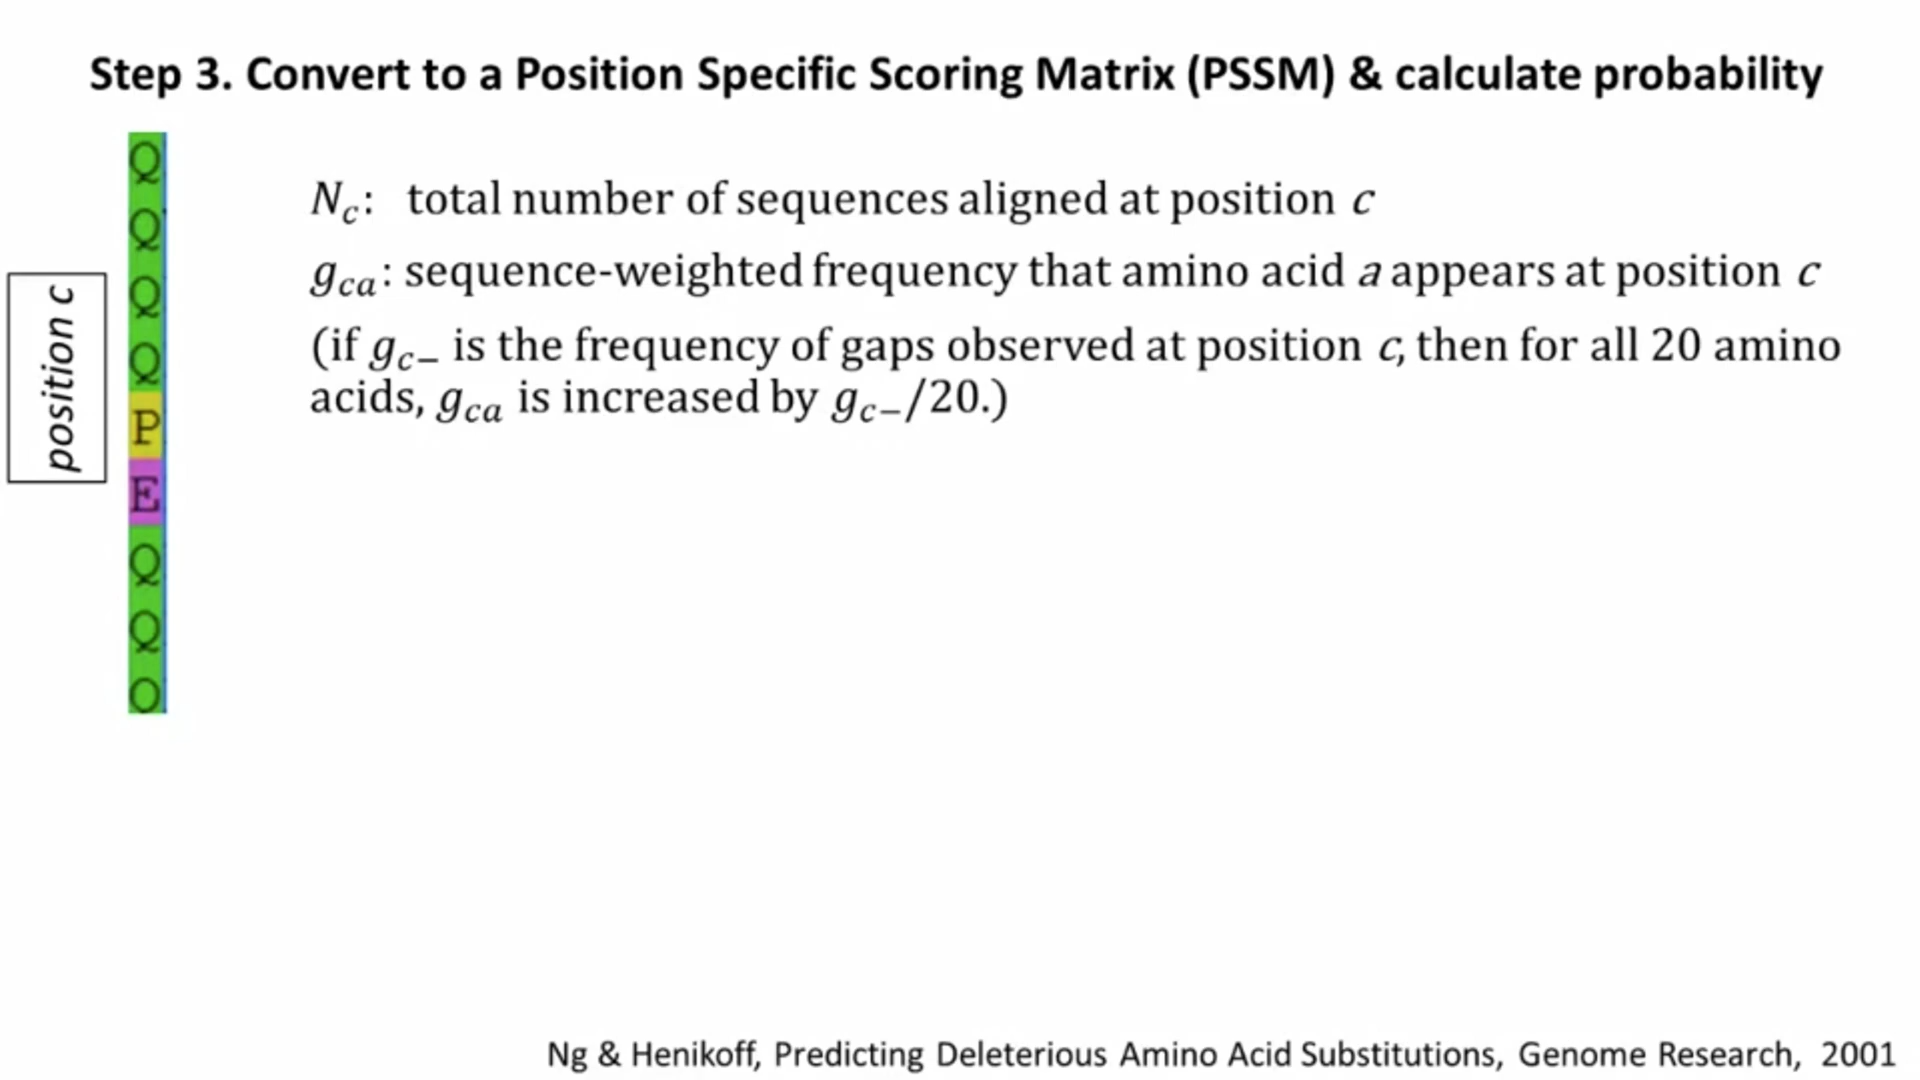 Step 3. Convert to a Position Specific Scoring Matrix (PSSM) & calculate probability
position c
Q
Q
Q
Q
P
E
Q
Q
Q
N_c: total number of sequences aligned at position c
g_ca: sequence-weighted frequency that amino acid a appears at position c
(if g_c− is the frequency of gaps observed at position c, then for all 20 amino
acids, g_ca is increased by g_c−/20.)
Ng & Henikoff, Predicting Deleterious Amino Acid Substitutions, Genome Research, 2001